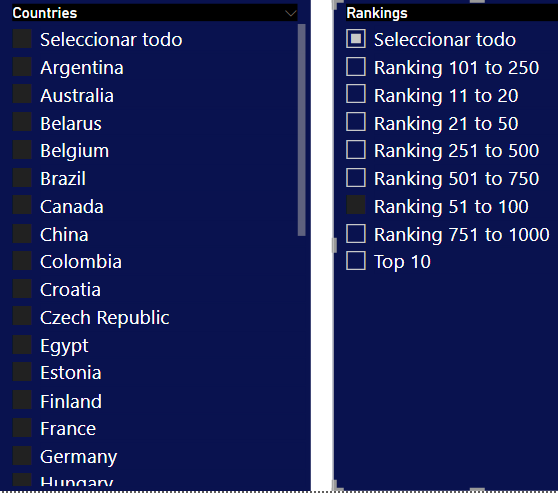 Countries
Seleccionar todo
Argentina
Australia
Belarus
Belgium
Brazil
Canada
China
Colombia
Croatia
Czech Republic
Egypt
Estonia
Finland
France
Germany
Hungary
Rankings
Seleccionar todo
Ranking 101 to 250
Ranking 11 to 20
Ranking 21 to 50
Ranking 251 to 500
Ranking 501 to 750
Ranking 51 to 100
Ranking 751 to 1000
Top 10